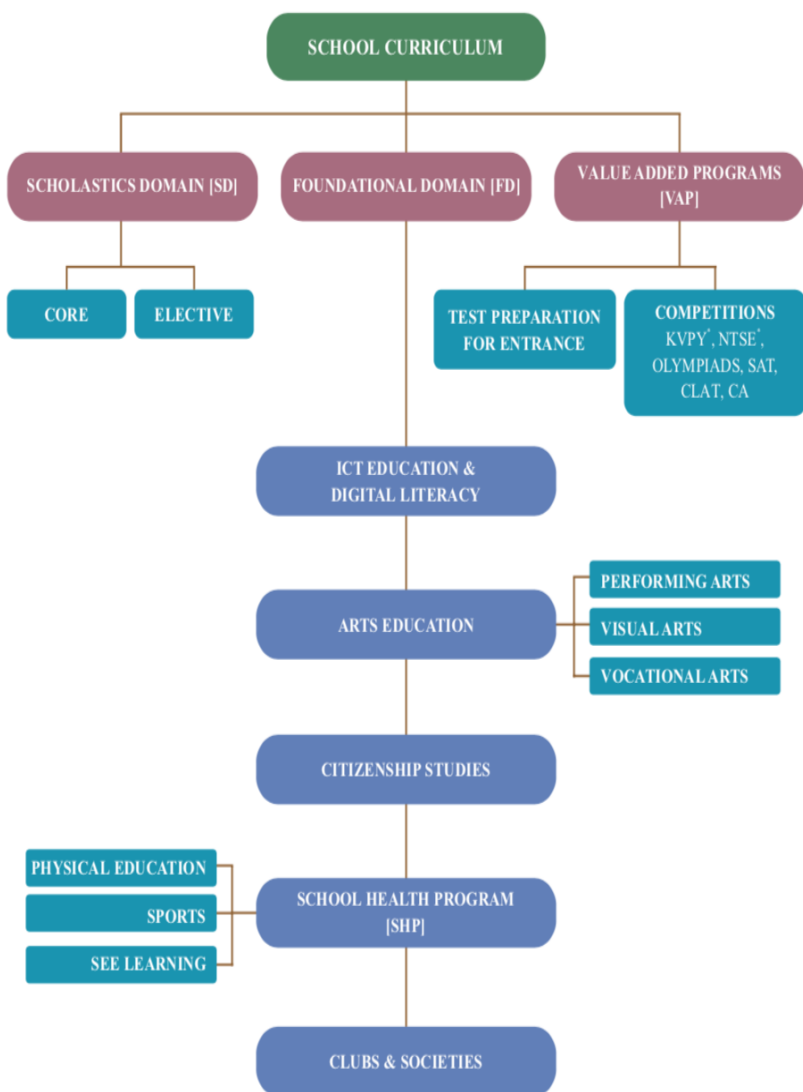 SCHOOL CURRICULUM
SCHOLASTICS DOMAIN [SD]
FOUNDATIONAL DOMAIN [FD]
VALUE ADDED PROGRAMS
[VAP]
CORE
ELECTIVE
TEST PREPARATION
FOR ENTRANCE
COMPETITIONS
KVPY*, NTSE*,
OLYMPIADS, SAT,
CLAT, CA
ICT EDUCATION &
DIGITAL LITERACY
ARTS EDUCATION
PERFORMING ARTS
VISUAL ARTS
VOCATIONAL ARTS
CITIZENSHIP STUDIES
PHYSICAL EDUCATION
SPORTS
SEE LEARNING
SCHOOL HEALTH PROGRAM
[SHP]
CLUBS & SOCIETIES